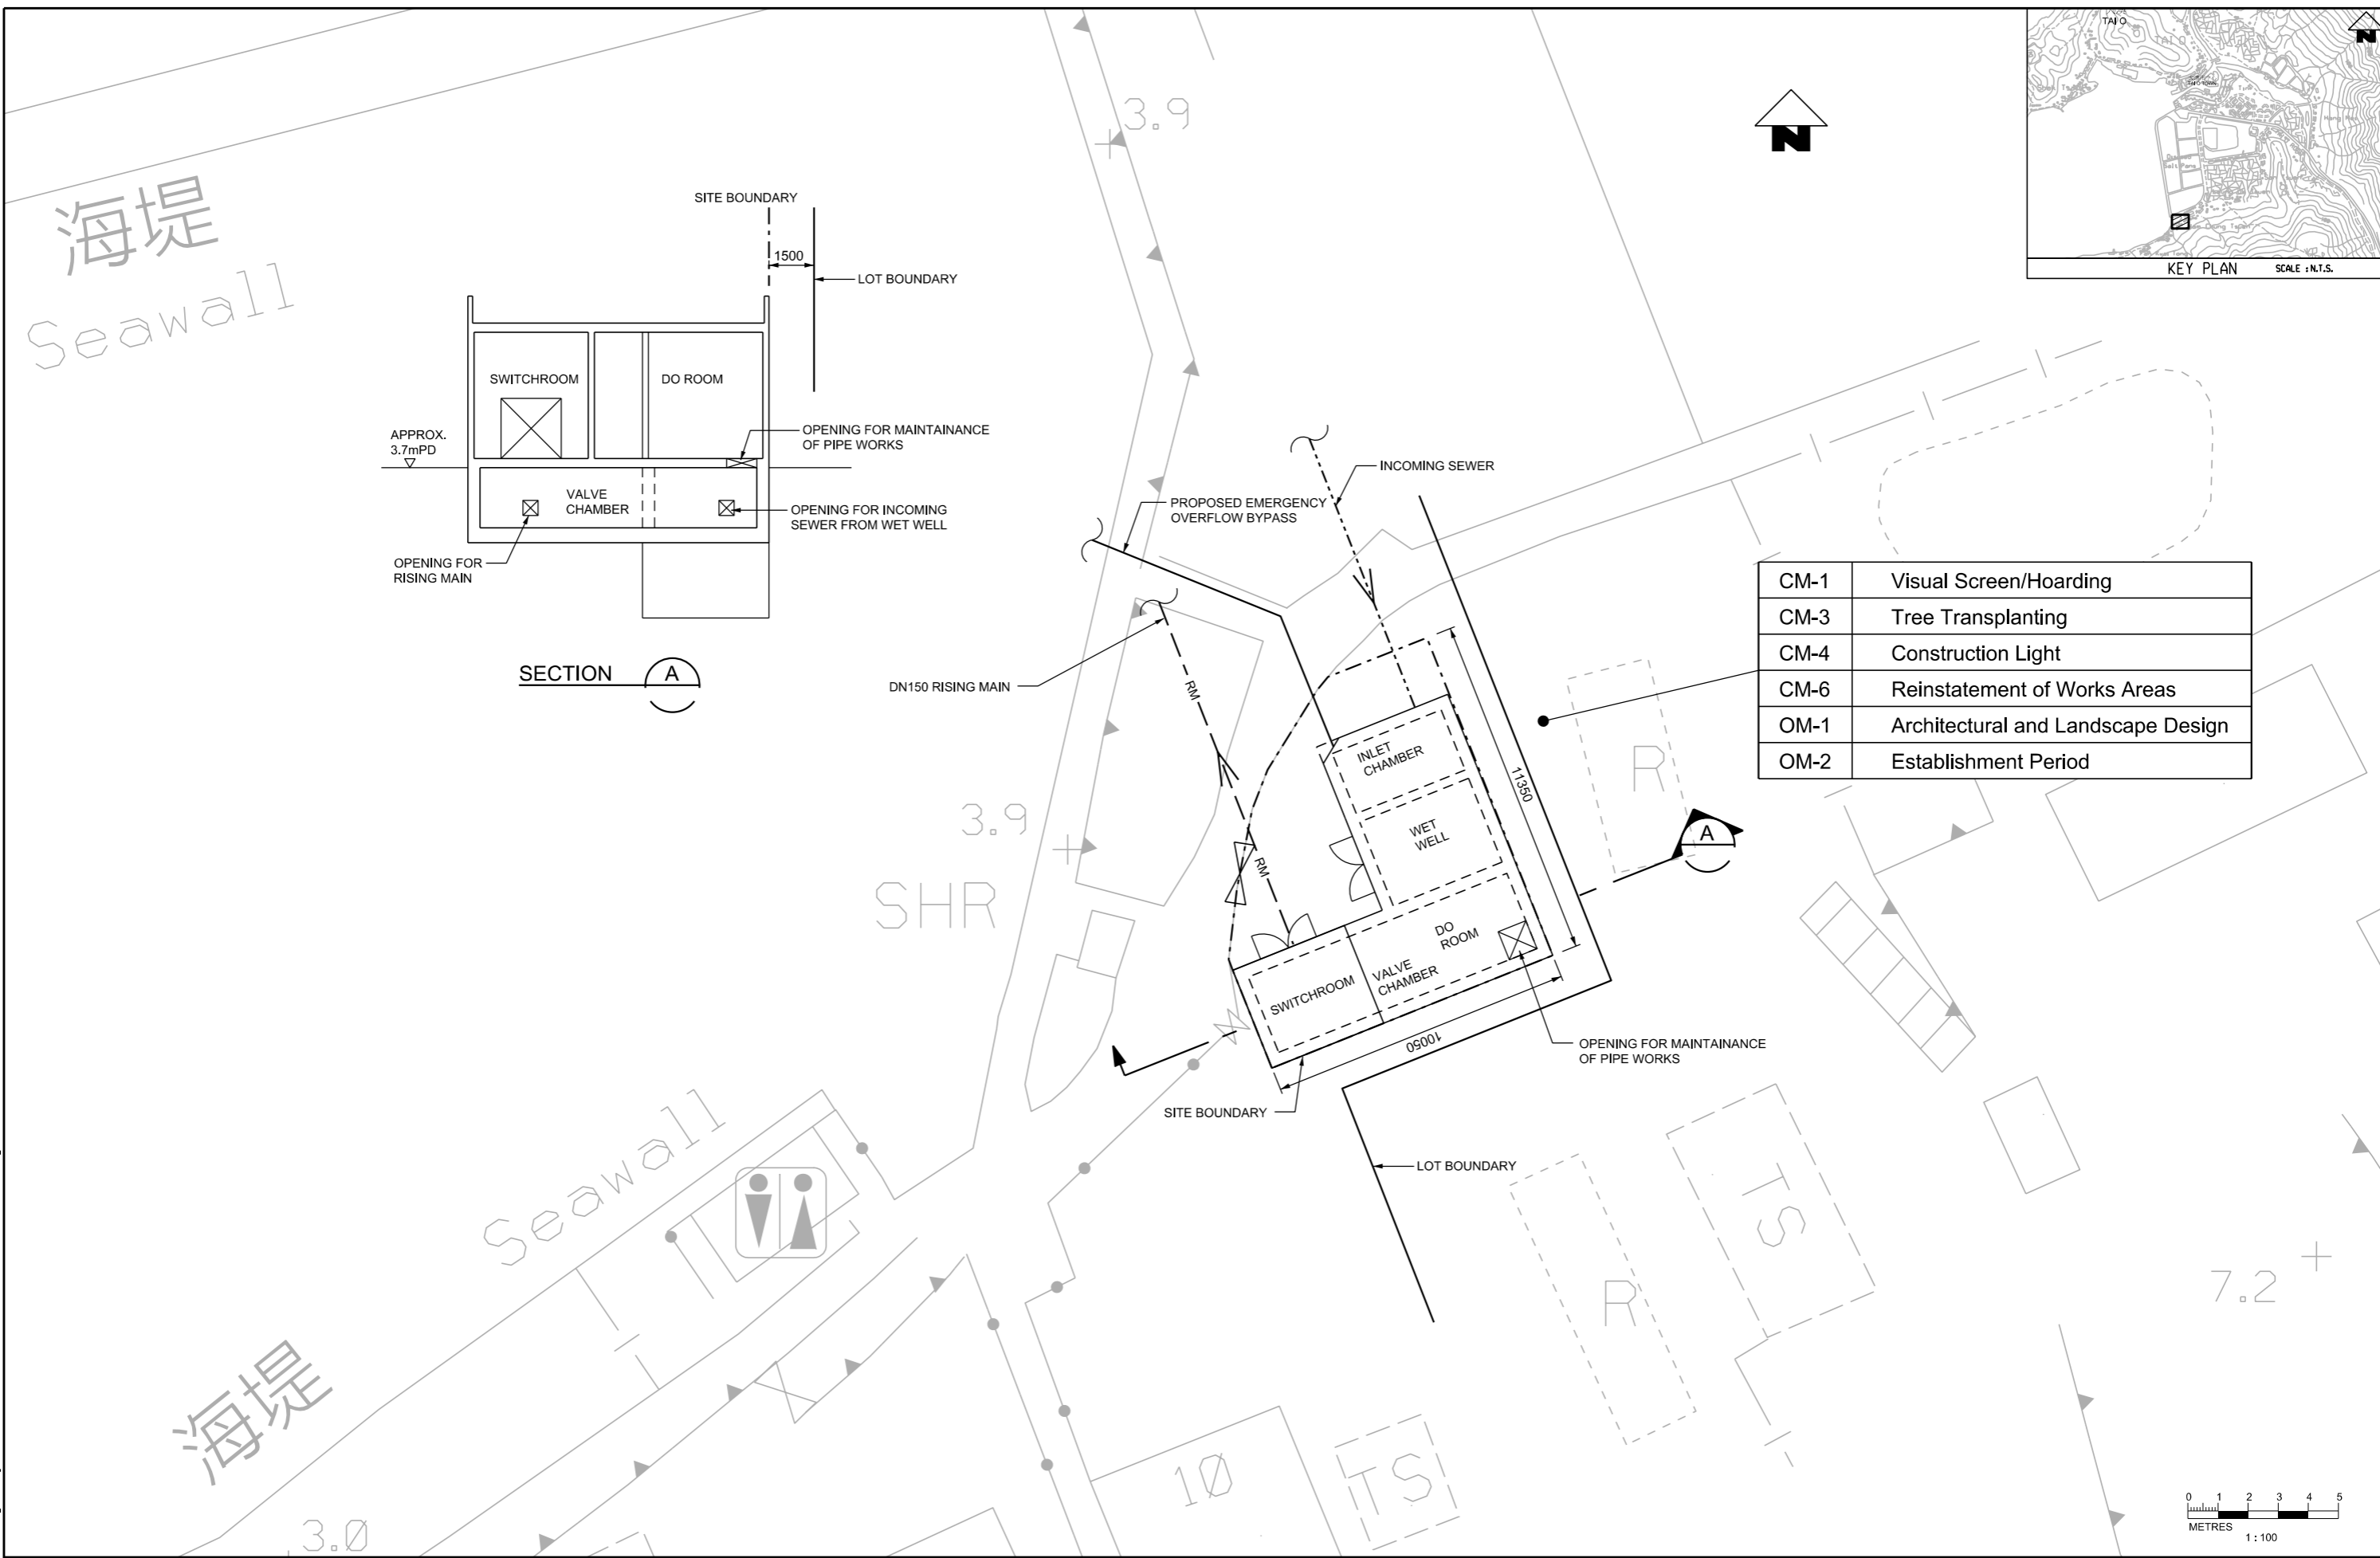 海堤
Seawall
3.9
SITE BOUNDARY
1500
LOT BOUNDARY
SWITCHROOM
DO ROOM
APPROX.
3.7mPD
OPENING FOR MAINTAINANCE
OF PIPE WORKS
VALVE
CHAMBER
OPENING FOR INCOMING
SEWER FROM WET WELL
OPENING FOR
RISING MAIN
SECTION A
N
TAI O
TAI O
N
KEY PLAN SCALE : N.T.S.
INCOMING SEWER
PROPOSED EMERGENCY
OVERFLOW BYPASS
DN150 RISING MAIN
RM
RM
CM-1 Visual Screen/Hoarding
CM-3 Tree Transplanting
CM-4 Construction Light
CM-6 Reinstatement of Works Areas
OM-1 Architectural and Landscape Design
OM-2 Establishment Period
INLET
CHAMBER
WET
WELL
11350
R
A
3.9
SHR
DO
ROOM
VALVE
CHAMBER
SWITCHROOM
10050
OPENING FOR MAINTAINANCE
OF PIPE WORKS
SITE BOUNDARY
LOT BOUNDARY
Seawall
海堤
TS
R
7.2
10
TS
3.0
0 1 2 3 4 5
METRES
1 : 100